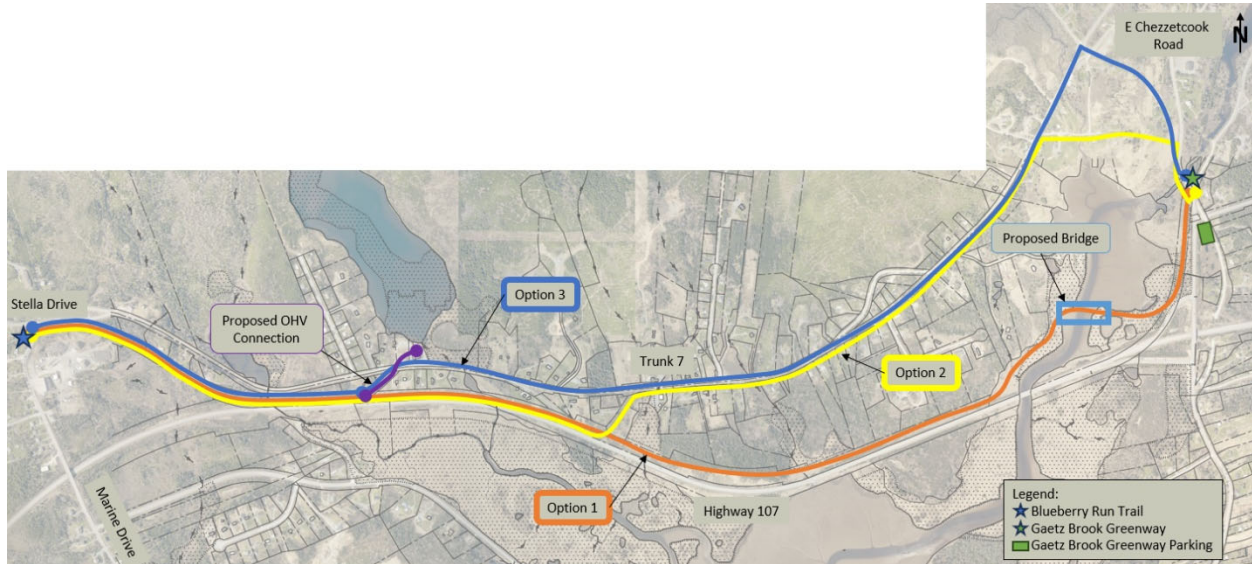 E Chezzetcook
Road
N
Proposed Bridge
Stella Drive
Option 3
Proposed OHV
Connection
Trunk 7
Option 2
Marine Drive
Option 1
Highway 107
Legend:
Blueberry Run Trail
Gaetz Brook Greenway
Gaetz Brook Greenway Parking